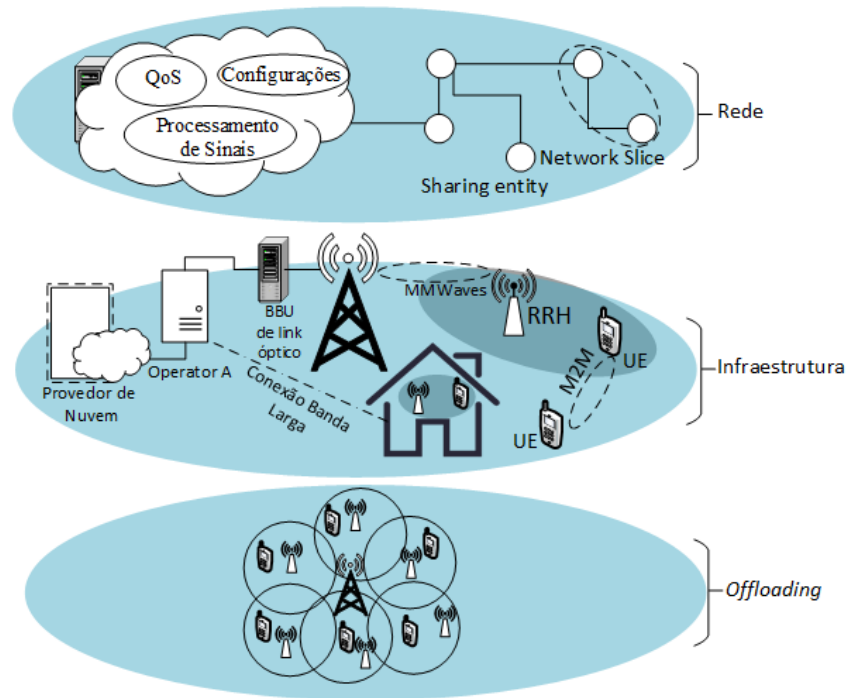 QoS
Configurações
Processamento
de Sinais
Sharing entity
Network Slice
Rede
BBU
de link
óptico
MMWaves
RRH
UE
M2M
UE
Operator A
Provedor de
Nuvem
Conexão Banda
Larga
Infraestrutura
Offloading